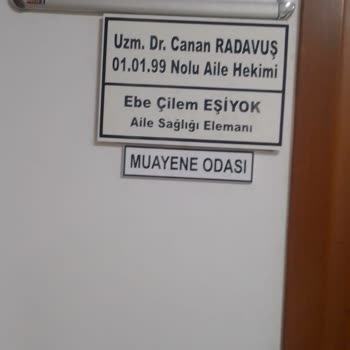 Uzm. Dr. Canan RADAVUŞ
01.01.99 Nolu Aile Hekimi
Ebe Çilem EŞİYOK
Aile Sağlığı Elemanı
MUAYENE ODASI